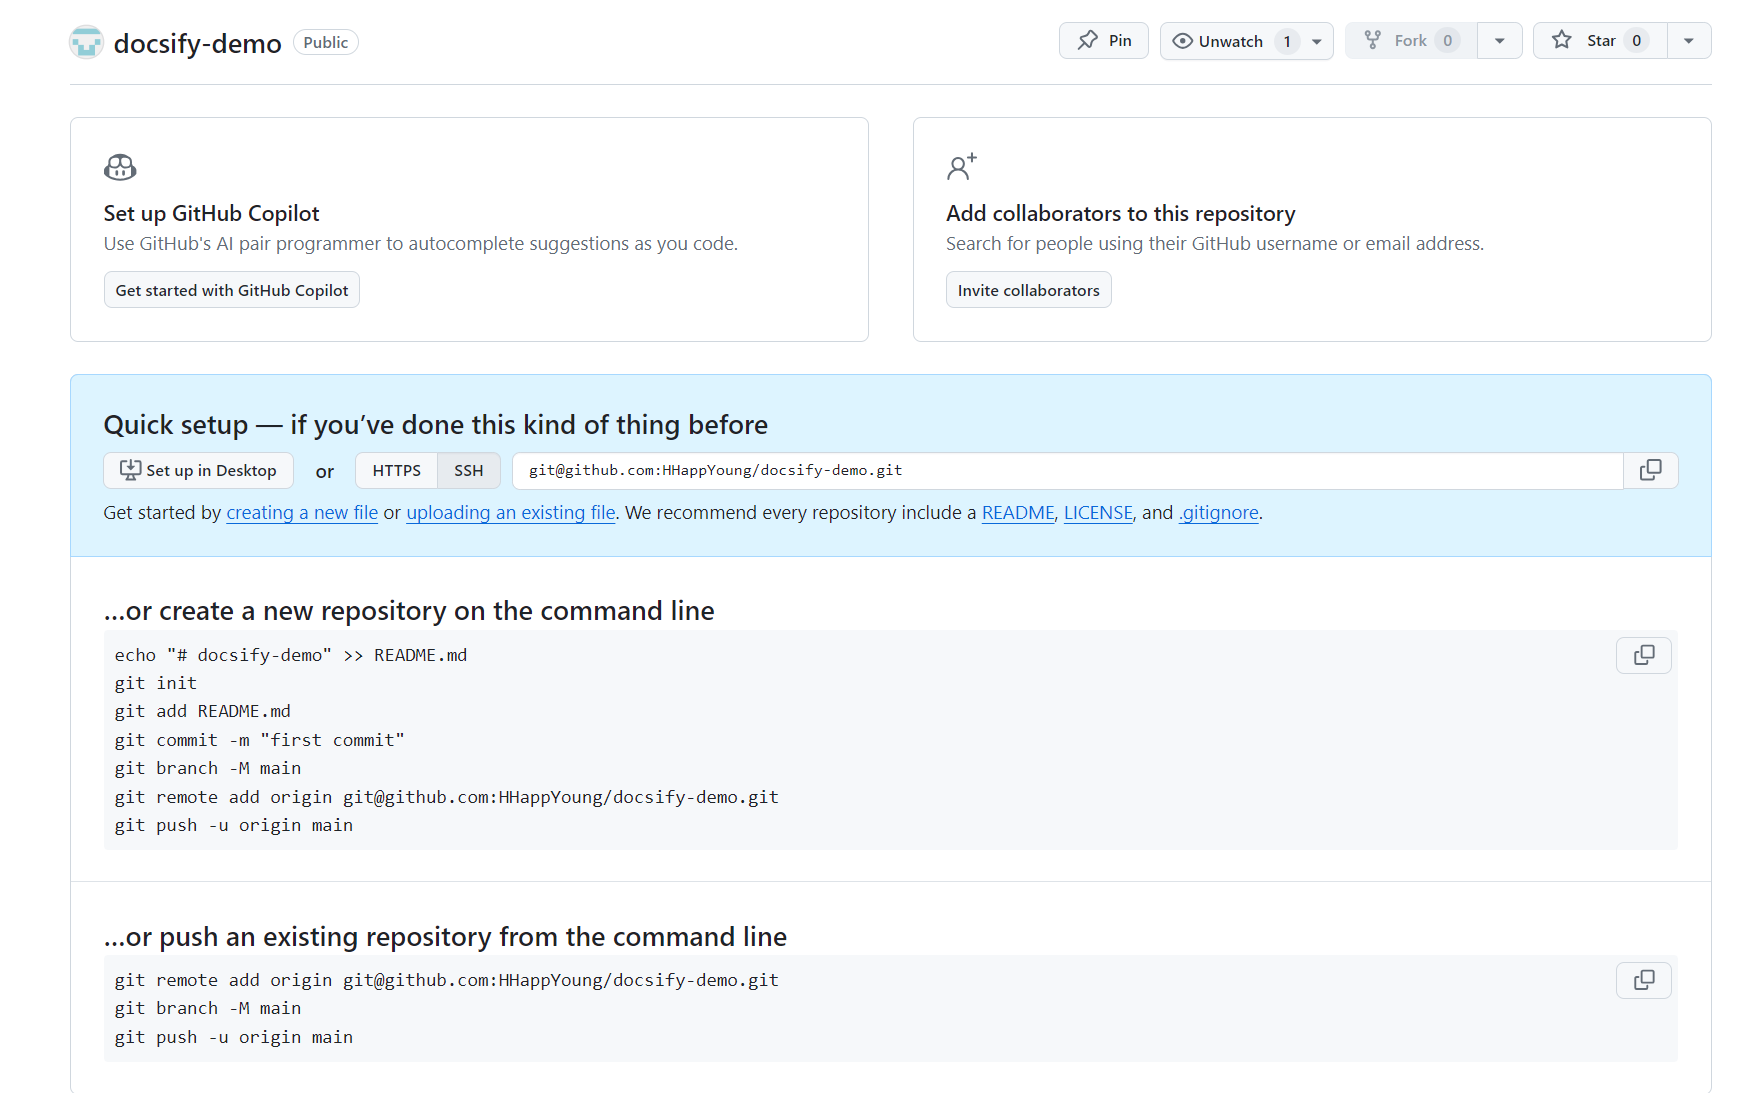 docsify-demo Public Pin Unwatch 1 Fork 0 Star 0
Set up GitHub Copilot
Use GitHub's AI pair programmer to autocomplete suggestions as you code.
Get started with GitHub Copilot
Add collaborators to this repository
Search for people using their GitHub username or email address.
Invite collaborators
Quick setup — if you’ve done this kind of thing before
Set up in Desktop or HTTPS SSH git@github.com:HHappYoung/docsify-demo.git
Get started by creating a new file or uploading an existing file. We recommend every repository include a README, LICENSE, and .gitignore.
…or create a new repository on the command line
echo "# docsify-demo" >> README.md
git init
git add README.md
git commit -m "first commit"
git branch -M main
git remote add origin git@github.com:HHappYoung/docsify-demo.git
git push -u origin main
…or push an existing repository from the command line
git remote add origin git@github.com:HHappYoung/docsify-demo.git
git branch -M main
git push -u origin main